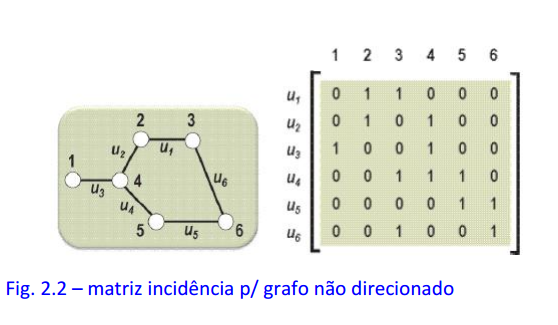 1 2 3 4 5 6
u1 0 1 1 0 0 0
u2 0 1 0 1 0 0
u3 1 0 0 1 0 0
u4 0 0 1 1 1 0
u5 0 0 0 0 1 1
u6 0 0 1 0 0 1
2 3
u2 u1
1
4 u6
u3
u4
5 u5 6
Fig. 2.2 – matriz incidência p/ grafo não direcionado